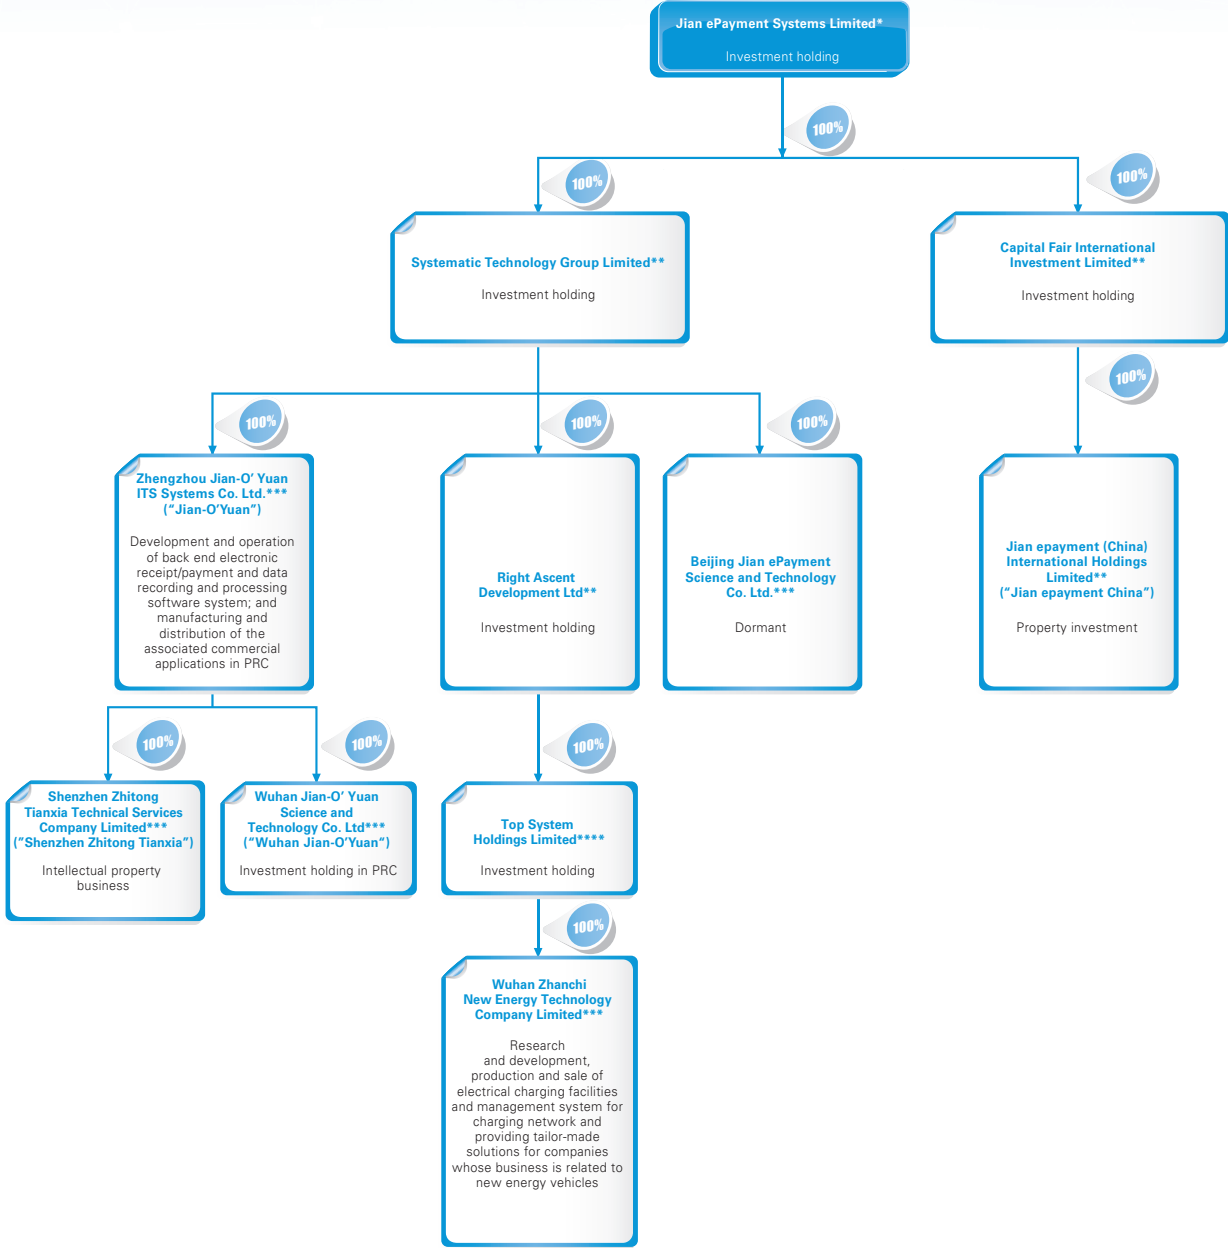 Jian ePayment Systems Limited*
Investment holding
100%
100%
100%
Systematic Technology Group Limited**
Investment holding
Capital Fair International
Investment Limited**
Investment holding
100%
100%
100%
100%
Zhengzhou Jian-O’ Yuan
ITS Systems Co. Ltd.***
(“Jian-O’Yuan”)
Development and operation
of back end electronic
receipt/payment and data
recording and processing
software system; and
manufacturing and
distribution of the
associated commercial
applications in PRC
Right Ascent
Development Ltd**
Investment holding
Beijing Jian ePayment
Science and Technology
Co. Ltd.***
Dormant
Jian epayment (China)
International Holdings
Limited**
(“Jian epayment China”)
Property investment
100%
100%
100%
Shenzhen Zhitong
Tianxia Technical Services
Company Limited***
(“Shenzhen Zhitong Tianxia”)
Intellectual property
business
Wuhan Jian-O’ Yuan
Science and
Technology Co. Ltd***
(“Wuhan Jian-O’Yuan“)
Investment holding in PRC
Top System
Holdings Limited****
Investment holding
100%
Wuhan Zhanchi
New Energy Technology
Company Limited***
Research
and development,
production and sale of
electrical charging facilities
and management system for
charging network and
providing tailor-made
solutions for companies
whose business is related to
new energy vehicles